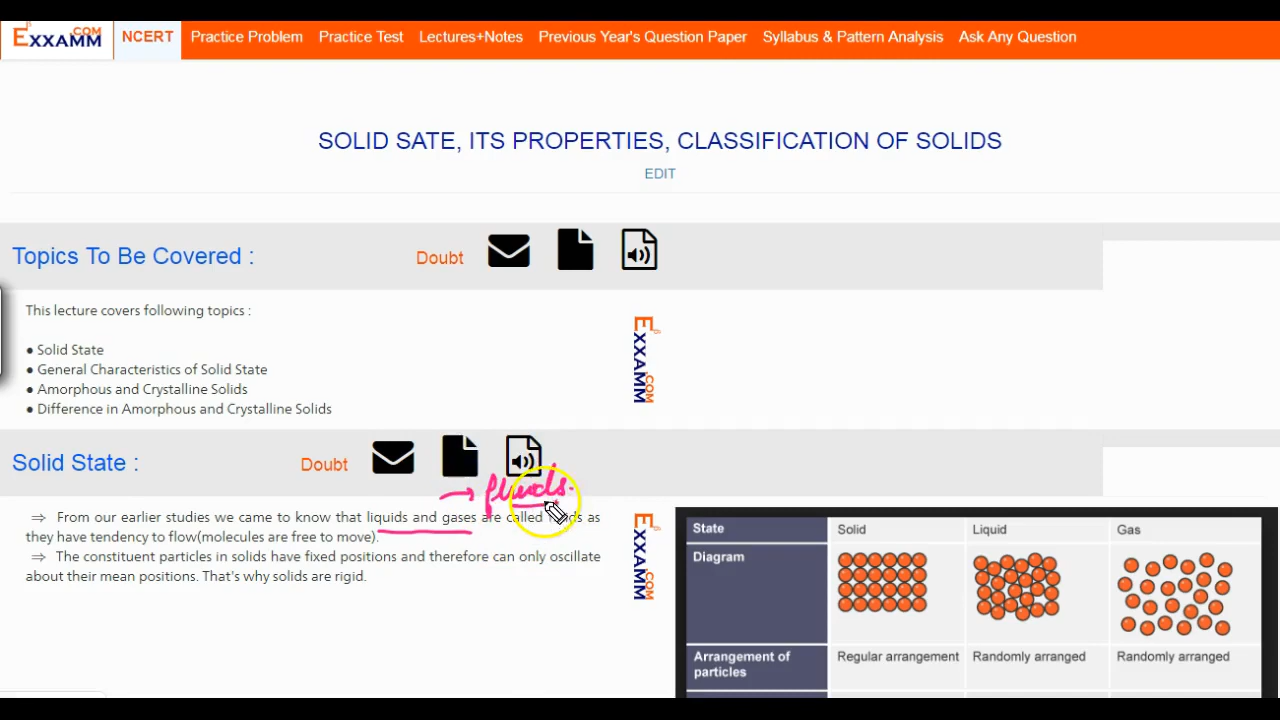 EXXAMM.COM NCERT Practice Problem Practice Test Lectures+Notes Previous Year's Question Paper Syllabus & Pattern Analysis Ask Any Question
SOLID SATE, ITS PROPERTIES, CLASSIFICATION OF SOLIDS
EDIT
Topics To Be Covered : Doubt
This lecture covers following topics :
● Solid State
● General Characteristics of Solid State
● Amorphous and Crystalline Solids
● Difference in Amorphous and Crystalline Solids
EXXAMM.COM
Solid State : Doubt
→ fluids.
⇒ From our earlier studies we came to know that liquids and gases are called fluids as
they have tendency to flow(molecules are free to move).
⇒ The constituent particles in solids have fixed positions and therefore can only oscillate
about their mean positions. That's why solids are rigid.
EXXAMM.COM
State Solid Liquid Gas
Diagram
Arrangement of particles Regular arrangement Randomly arranged Randomly arranged